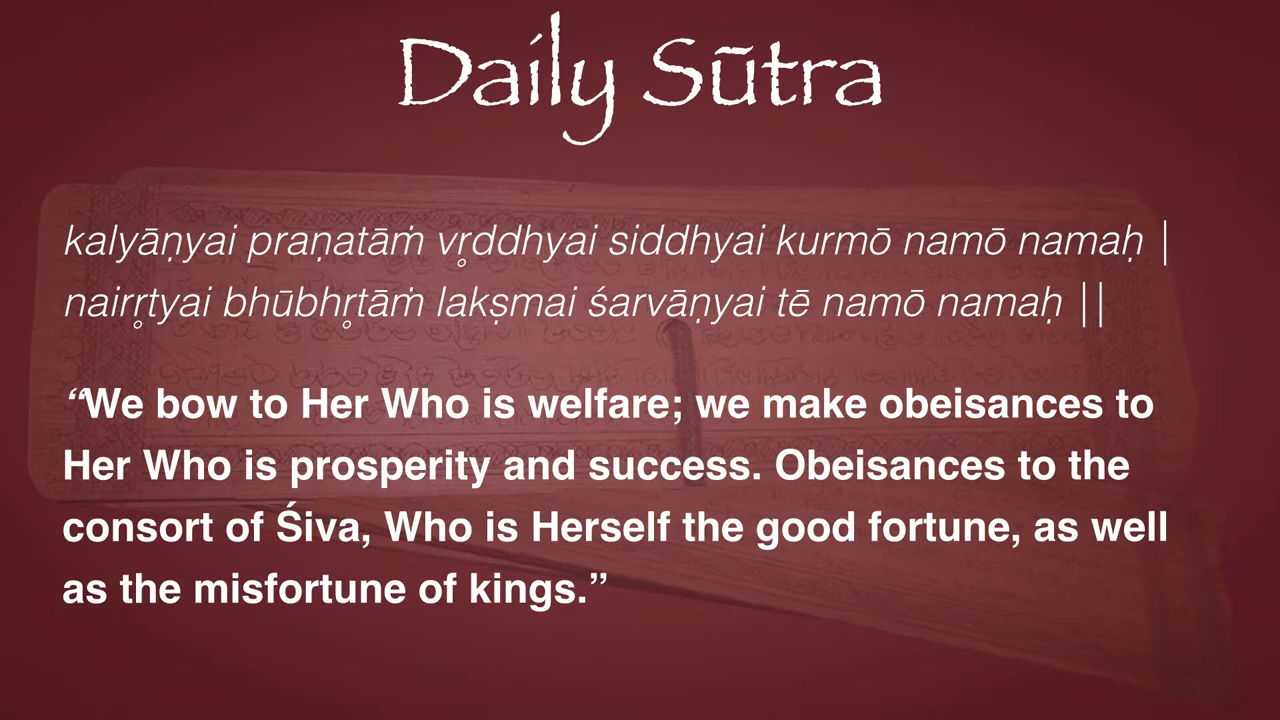 Daily Sūtra
kalyāṇyai praṇatāṁ vr̥ddhyai siddhyai kurmō namō namaḥ |
nairr̥tyai bhūbhr̥tāṁ lakṣmai śarvāṇyai tē namō namaḥ ||
“We bow to Her Who is welfare; we make obeisances to
Her Who is prosperity and success. Obeisances to the
consort of Śiva, Who is Herself the good fortune, as well
as the misfortune of kings.”